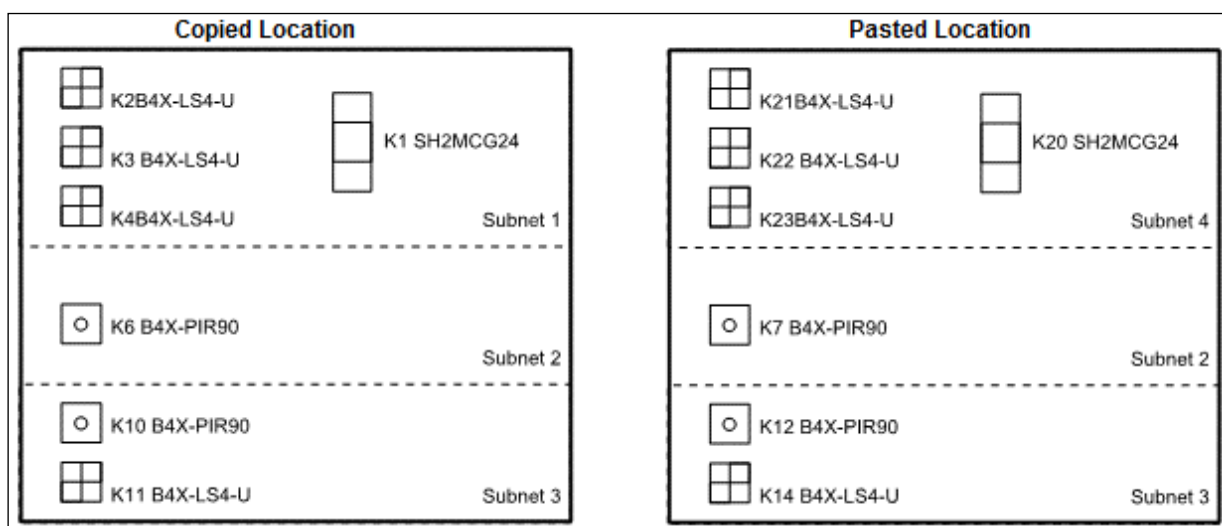 Copied Location
K2B4X-LS4-U
K1 SH2MCG24
K3 B4X-LS4-U
K4B4X-LS4-U
Subnet 1
K6 B4X-PIR90
Subnet 2
K10 B4X-PIR90
K11 B4X-LS4-U
Subnet 3
Pasted Location
K21B4X-LS4-U
K20 SH2MCG24
K22 B4X-LS4-U
K23B4X-LS4-U
Subnet 4
K7 B4X-PIR90
Subnet 2
K12 B4X-PIR90
K14 B4X-LS4-U
Subnet 3